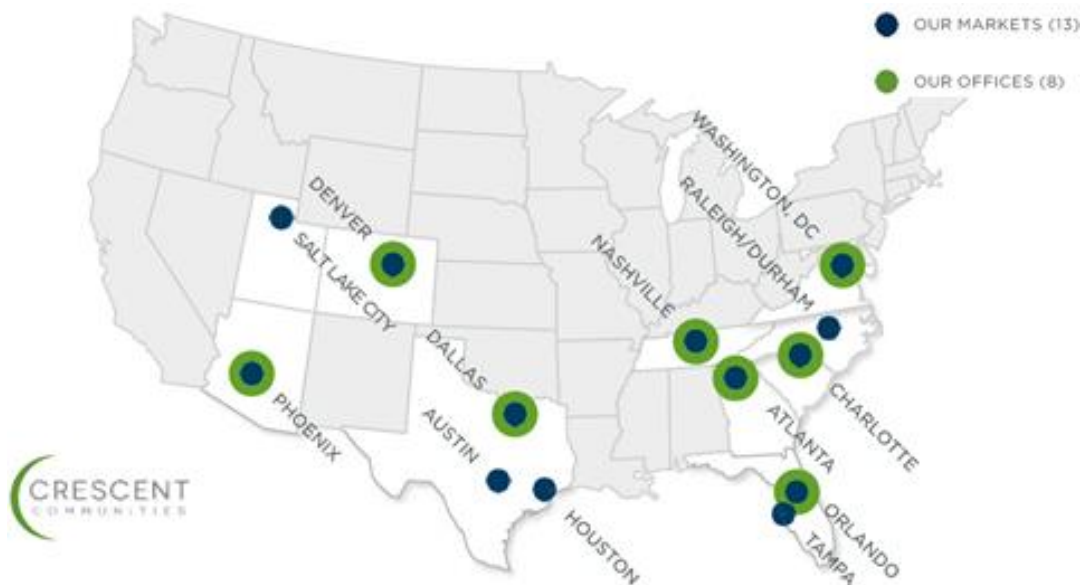 OUR MARKETS (13)
OUR OFFICES (8)
WASHINGTON, DC
RALEIGH/DURHAM
NASHVILLE
DENVER
SALT LAKE CITY
DALLAS
AUSTIN
PHOENIX
HOUSTON
ATLANTA
CHARLOTTE
ORLANDO
TAMPA
CRESCENT
COMMUNITIES